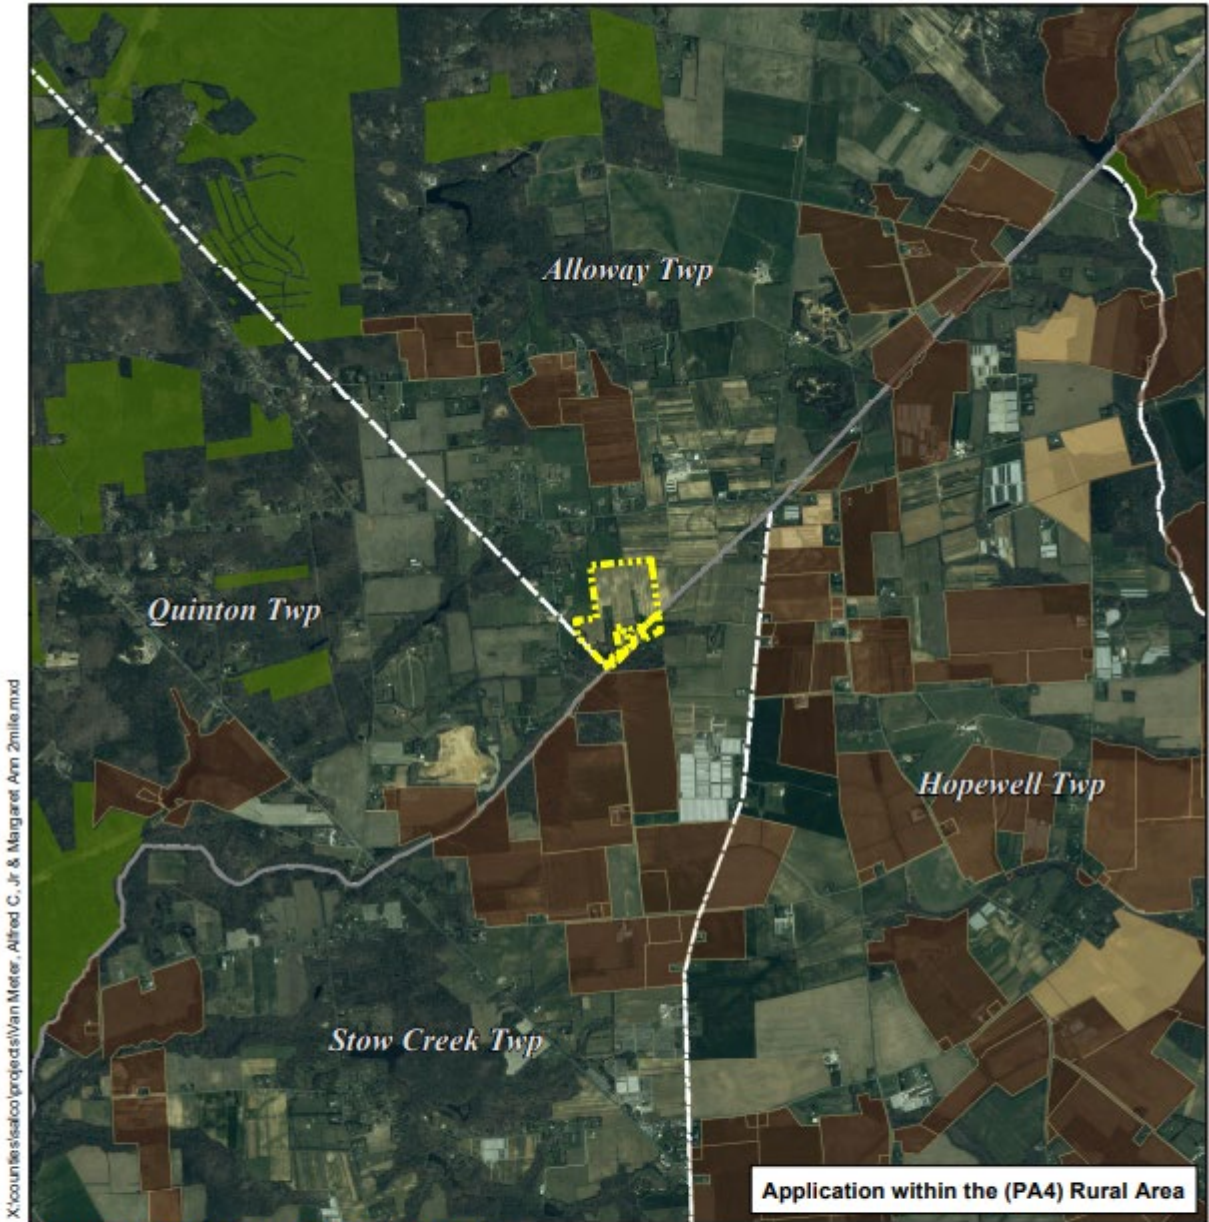 Alloway Twp
Quinton Twp
Hopewell Twp
Stow Creek Twp
Application within the (PA4) Rural Area
X:\counties\salco\projects\Van Meter, Alfred C, Jr & Margaret Ann 2mile.mxd